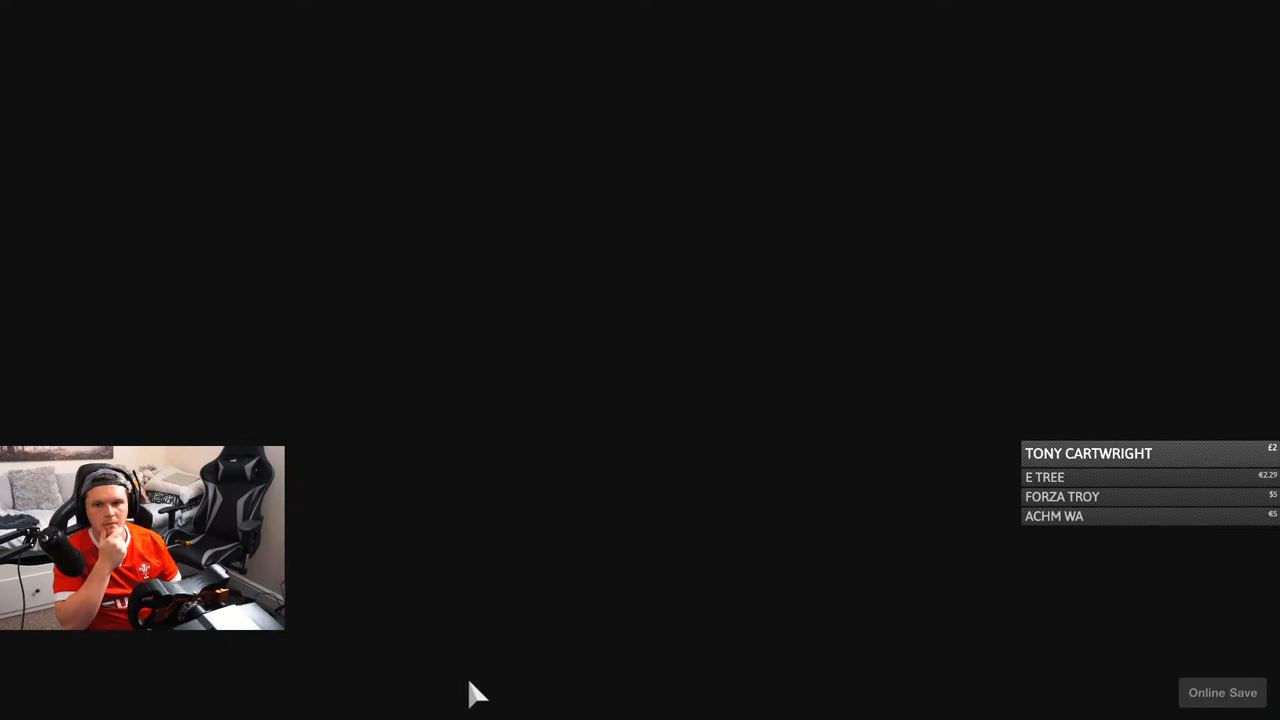 TONY CARTWRIGHT £2
E TREE €2.29
FORZA TROY $5
ACHM WA €5
Online Save